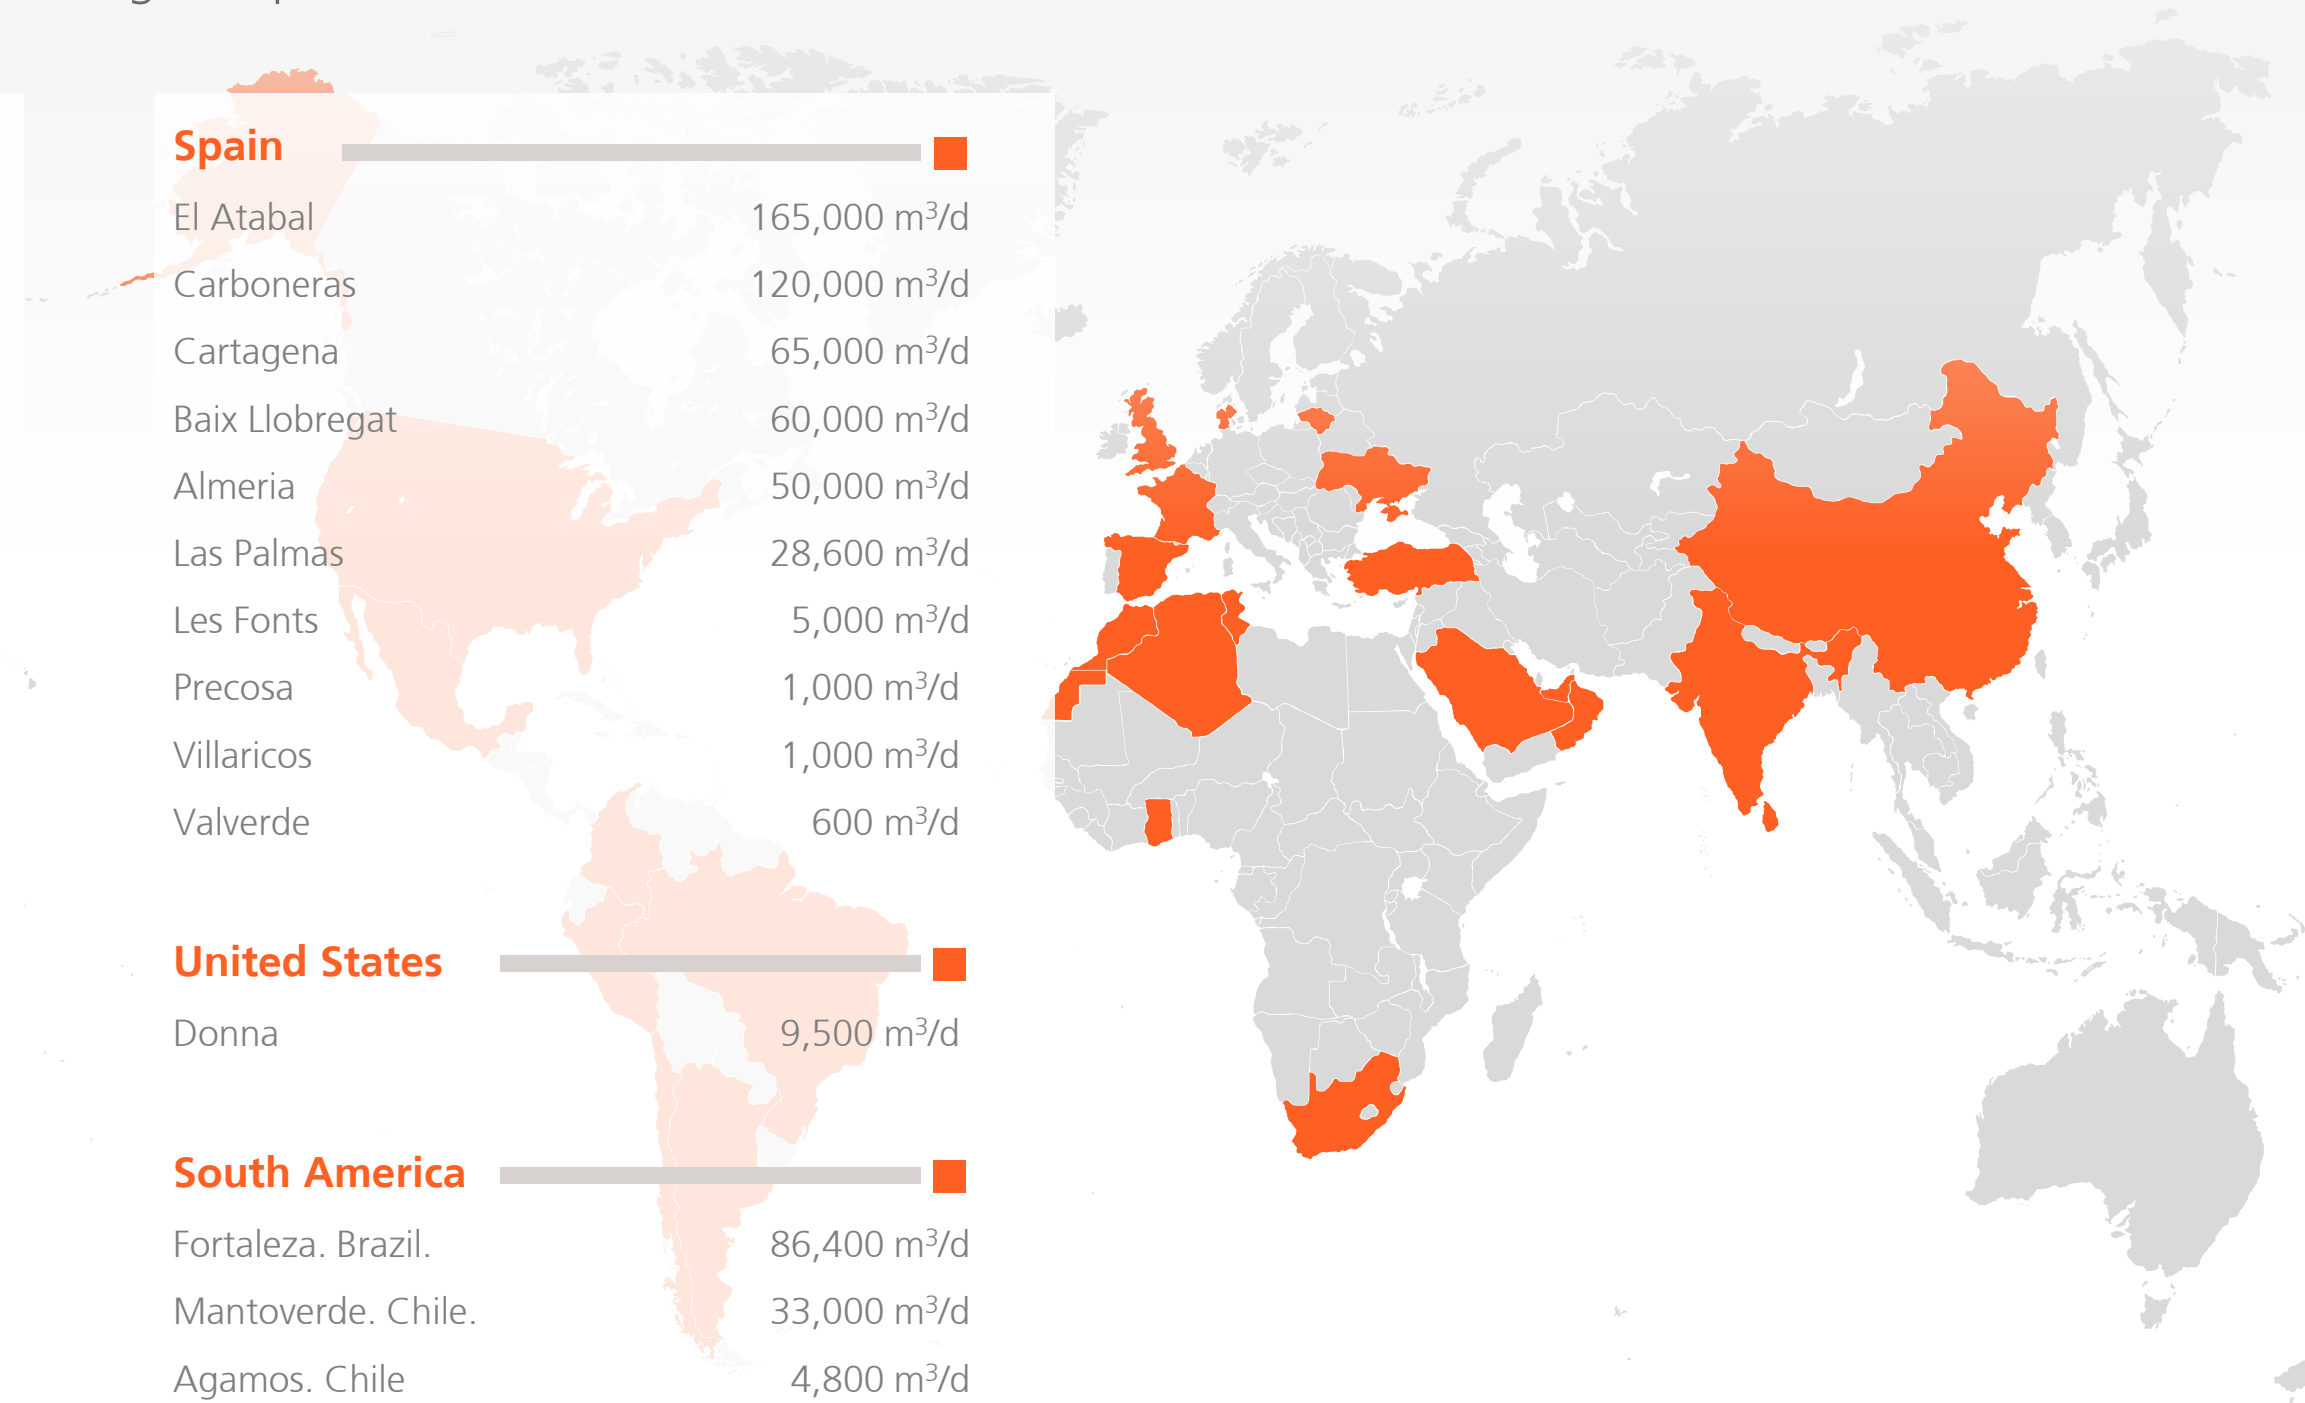 Spain
El Atabal 165,000 m³/d
Carboneras 120,000 m³/d
Cartagena 65,000 m³/d
Baix Llobregat 60,000 m³/d
Almeria 50,000 m³/d
Las Palmas 28,600 m³/d
Les Fonts 5,000 m³/d
Precosa 1,000 m³/d
Villaricos 1,000 m³/d
Valverde 600 m³/d
United States
Donna 9,500 m³/d
South America
Fortaleza. Brazil. 86,400 m³/d
Mantoverde. Chile. 33,000 m³/d
Agamos. Chile 4,800 m³/d